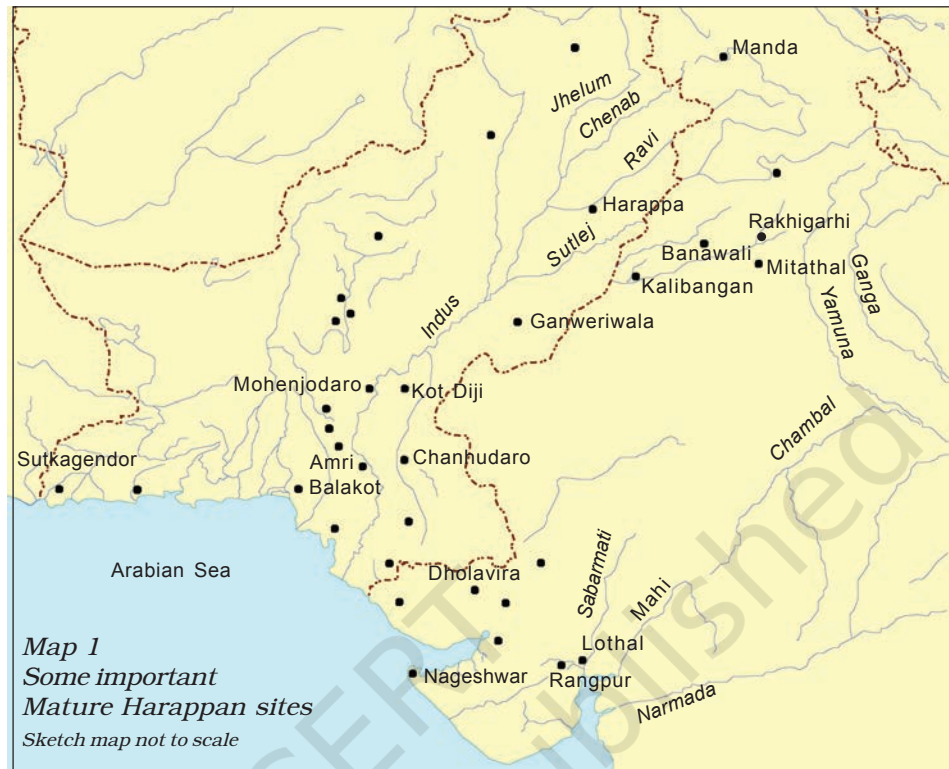 Manda
Jhelum
Chenab
Ravi
Harappa
Rakhigarhi
Sutlej
Banawali
Mitathal
Ganga
Kalibangan
Yamuna
Indus
Ganweriwala
Mohenjodaro
Kot Diji
Chambal
Sutkagendor
Amri
Chanhudaro
Balakot
Arabian Sea
Dholavira
Sabarmati
Mahi
Lothal
Nageshwar
Rangpur
Narmada
Map 1
Some important
Mature Harappan sites
Sketch map not to scale